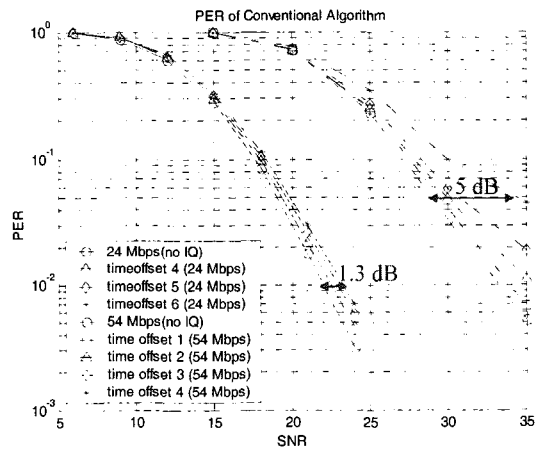 PER of Conventional Algorithm
10^0
10^-1
10^-2
10^-3
PER
5 dB
1.3 dB
24 Mbps(no IQ)
timeoffset 4 (24 Mbps)
timeoffset 5 (24 Mbps)
timeoffset 6 (24 Mbps)
54 Mbps(no IQ)
time offset 1 (54 Mbps)
time offset 2 (54 Mbps)
time offset 3 (54 Mbps)
time offset 4 (54 Mbps)
5 10 15 20 25 30 35
SNR